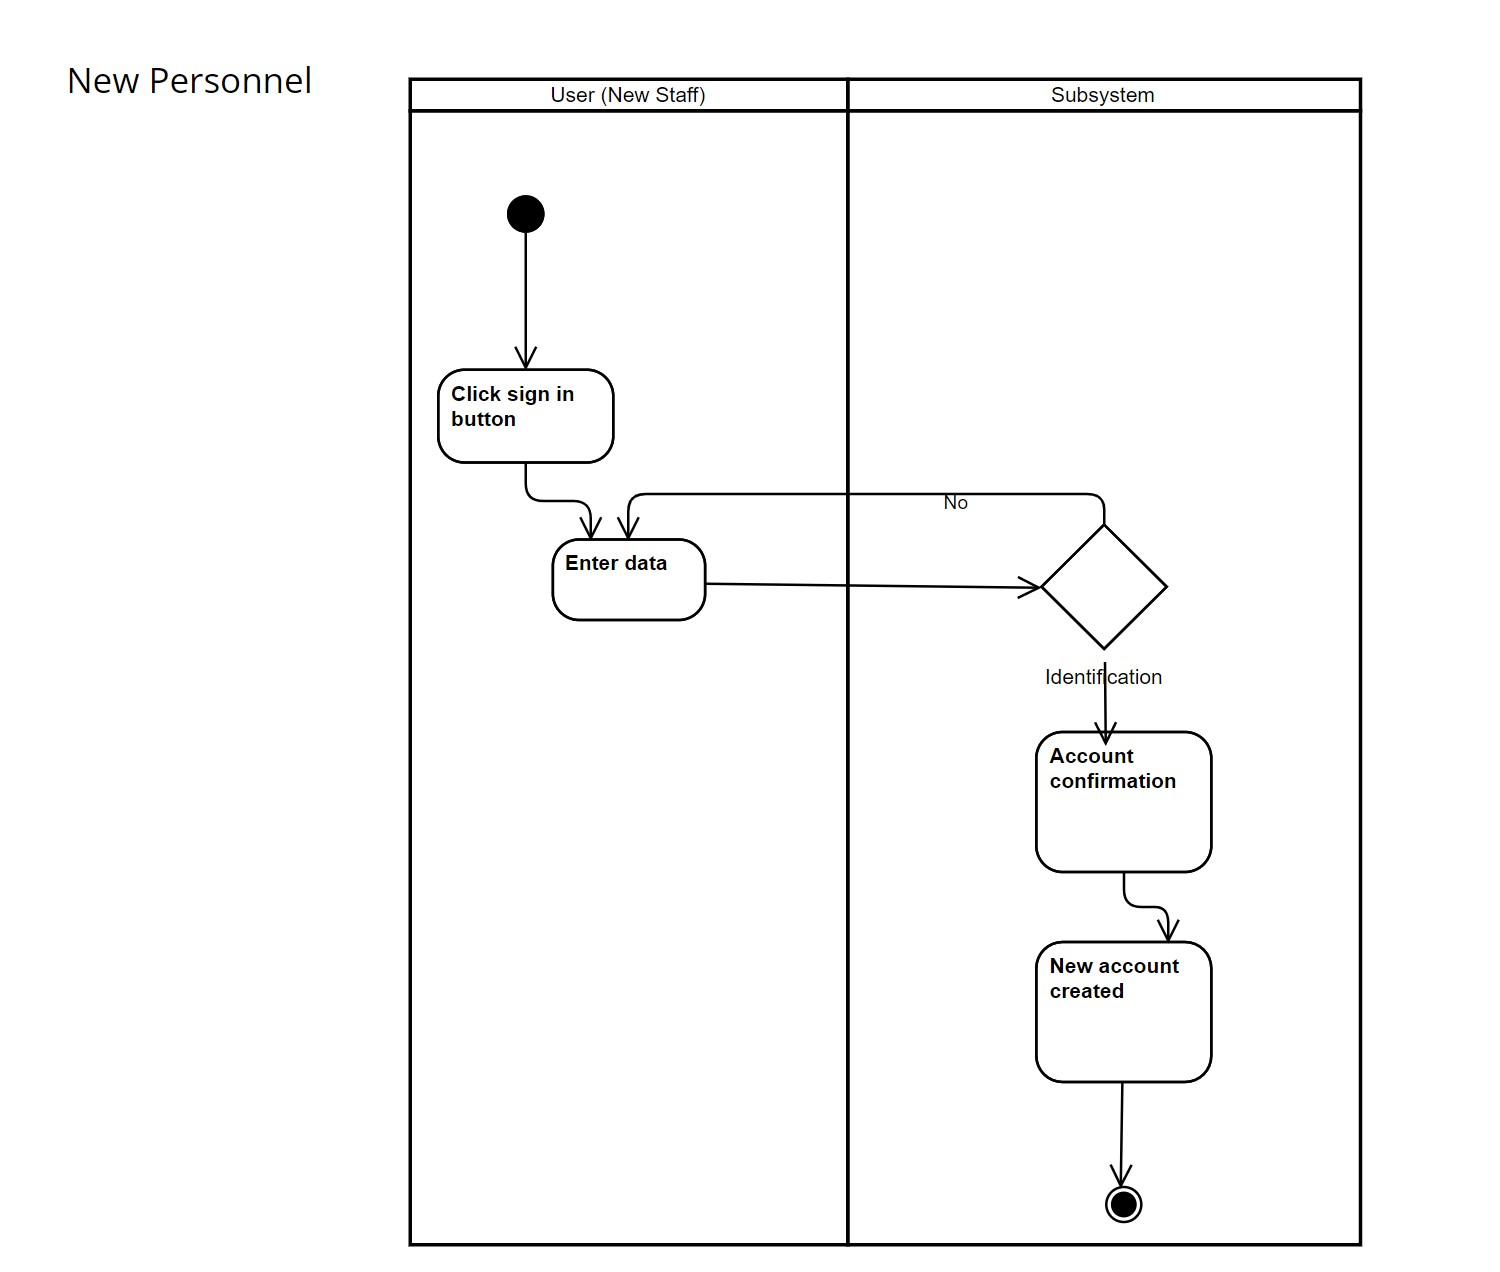 New Personnel
User (New Staff)
Subsystem
Click sign in
button
No
Enter data
Identification
Account
confirmation
New account
created